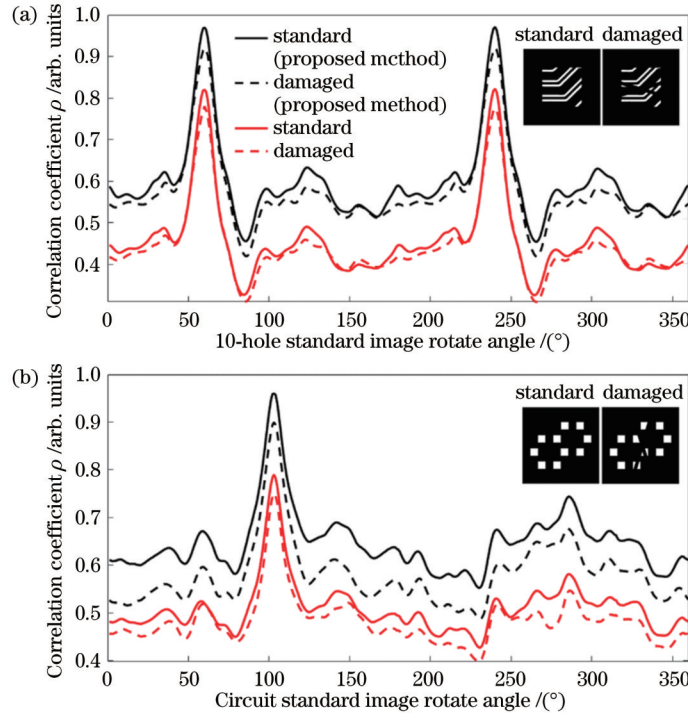 (a)
1.0
0.9
0.8
0.7
0.6
0.5
0.4
Correlation coefficient ρ /arb. units
standard
(proposed mcthod)
damaged
(proposed method)
standard
damaged
standard damaged
0 50 100 150 200 250 300 350
10-hole standard image rotate angle /(°)
(b)
1.0
0.9
0.8
0.7
0.6
0.5
0.4
Correlation coefficient ρ /arb. units
standard damaged
0 50 100 150 200 250 300 350
Circuit standard image rotate angle /(°)